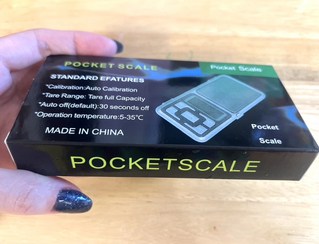 POCKET SCALE
Pocket Scale
STANDARD EFATURES
*Calibration:Auto Calibration
*Tare Range: Tare full Capacity
*Auto off(default):30 seconds off
*Operation temperature:5-35℃
MADE IN CHINA
Pocket
Scale
POCKETSCALE